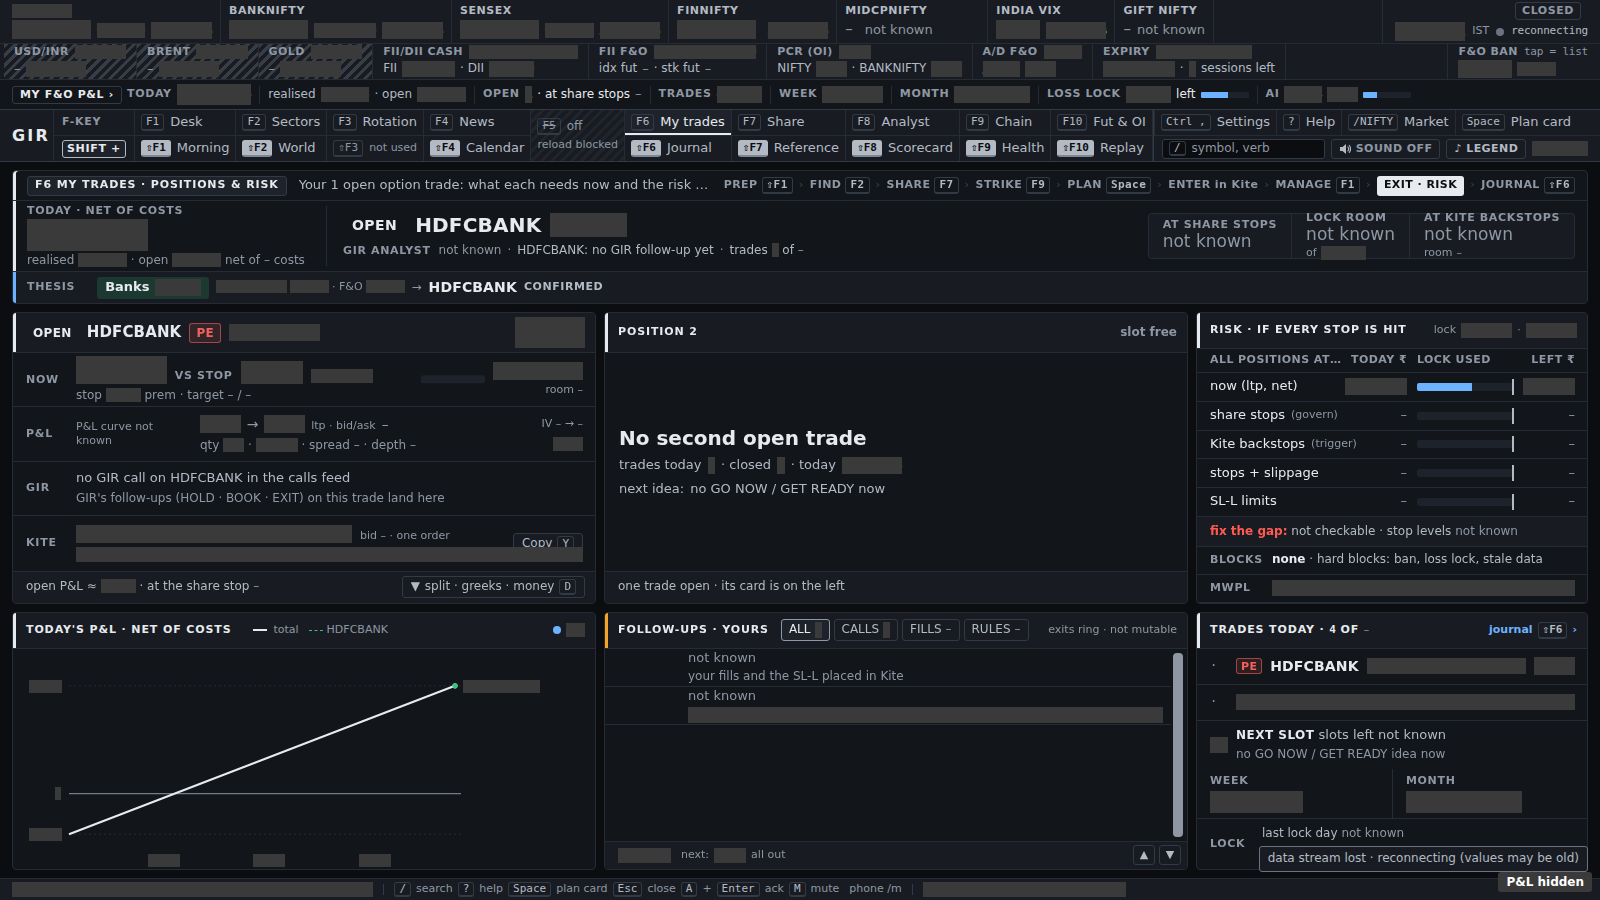 BANKNIFTY
SENSEX
FINNIFTY
MIDCPNIFTY
– not known
INDIA VIX
GIFT NIFTY
– not known
CLOSED
IST ● reconnecting
USD/INR
–
BRENT
–
GOLD
–
FII/DII CASH
FII · DII
FII F&O
idx fut – · stk fut –
PCR (OI)
NIFTY · BANKNIFTY
A/D F&O
EXPIRY
· sessions left
F&O BAN tap = list
MY F&O P&L ›
TODAY
realised · open
OPEN · at share stops –
TRADES
WEEK
MONTH
LOSS LOCK left
AI
GIR
F-KEY
F1 Desk
F2 Sectors
F3 Rotation
F4 News
F5 off
reload blocked
F6 My trades
F7 Share
F8 Analyst
F9 Chain
F10 Fut & OI
Ctrl , Settings
? Help
/NIFTY Market
Space Plan card
SHIFT +
⇧F1 Morning
⇧F2 World
⇧F3 not used
⇧F4 Calendar
⇧F6 Journal
⇧F7 Reference
⇧F8 Scorecard
⇧F9 Health
⇧F10 Replay
/ symbol, verb
SOUND OFF
♪ LEGEND
F6 MY TRADES · POSITIONS & RISK
Your 1 open option trade: what each needs now and the risk ...
PREP ⇧F1 › FIND F2 › SHARE F7 › STRIKE F9 › PLAN Space › ENTER in Kite › MANAGE F1 › EXIT · RISK › JOURNAL ⇧F6
TODAY · NET OF COSTS
realised · open net of – costs
OPEN HDFCBANK
GIR ANALYST not known · HDFCBANK: no GIR follow-up yet · trades of –
AT SHARE STOPS
not known
LOCK ROOM
not known
of
AT KITE BACKSTOPS
not known
room –
THESIS
Banks
· F&O → HDFCBANK CONFIRMED
OPEN HDFCBANK PE
NOW
VS STOP
stop prem · target – / –
room –
P&L
P&L curve not known
→ ltp · bid/ask –
qty · · spread – · depth –
IV – → –
GIR
no GIR call on HDFCBANK in the calls feed
GIR's follow-ups (HOLD · BOOK · EXIT) on this trade land here
KITE
bid – · one order
Copy Y
open P&L ≈ · at the share stop –
▼ split · greeks · money D
POSITION 2
slot free
No second open trade
trades today · closed · today
next idea: no GO NOW / GET READY now
one trade open · its card is on the left
RISK · IF EVERY STOP IS HIT
lock ·
ALL POSITIONS AT... TODAY ₹ LOCK USED LEFT ₹
now (ltp, net)
share stops (govern) – –
Kite backstops (trigger) – –
stops + slippage – –
SL-L limits – –
fix the gap: not checkable · stop levels not known
BLOCKS none · hard blocks: ban, loss lock, stale data
MWPL
TODAY'S P&L · NET OF COSTS
total
HDFCBANK
FOLLOW-UPS · YOURS
ALL
CALLS
FILLS –
RULES –
exits ring · not mutable
not known
your fills and the SL-L placed in Kite
not known
next: all out
▲ ▼
TRADES TODAY · 4 OF –
journal ⇧F6 ›
· PE HDFCBANK
·
NEXT SLOT slots left not known
no GO NOW / GET READY idea now
WEEK
MONTH
LOCK
last lock day not known
data stream lost · reconnecting (values may be old)
/ search ? help Space plan card Esc close A + Enter ack M mute phone /m
P&L hidden